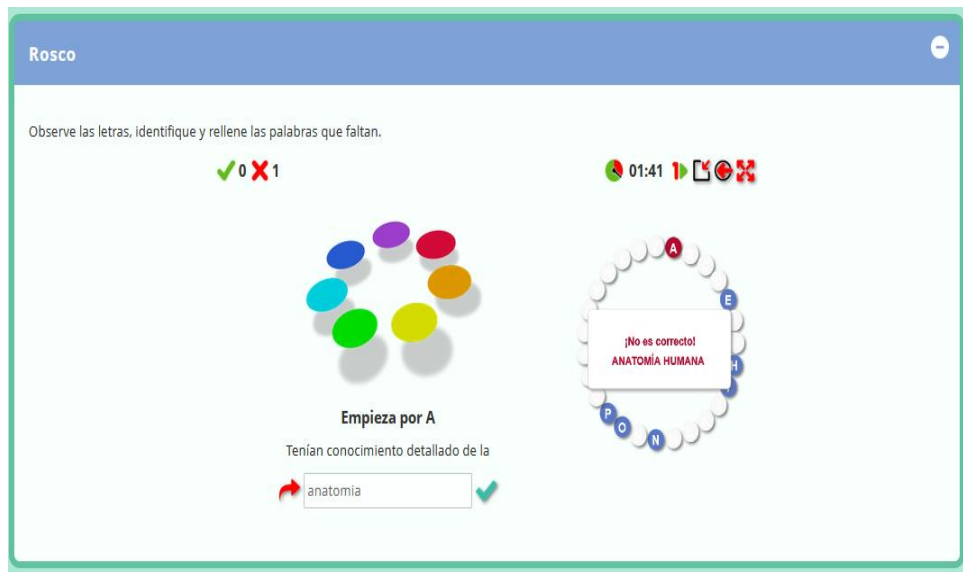 Rosco
Observe las letras, identifique y rellene las palabras que faltan.
0 1
01:41 1
A
E
¡No es correcto!
ANATOMÍA HUMANA
H
P
O
N
Empieza por A
Tenían conocimiento detallado de la
anatomia